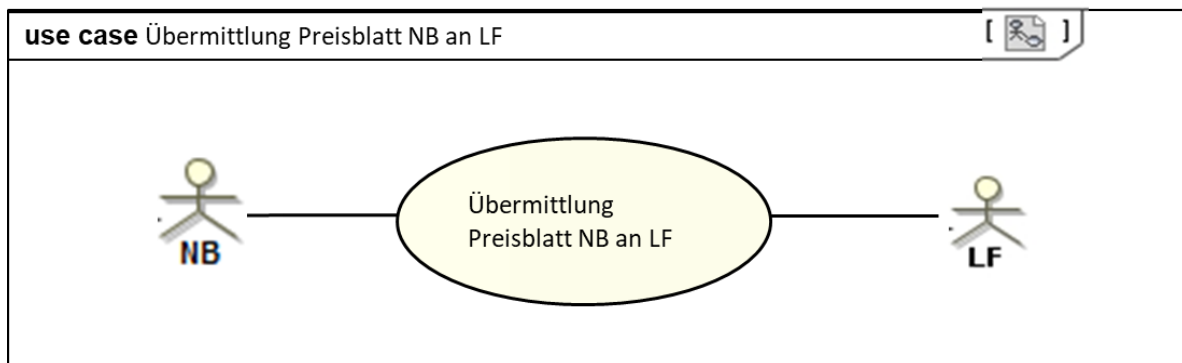 use case Übermittlung Preisblatt NB an LF
[ ]
Übermittlung
Preisblatt NB an LF
NB
LF